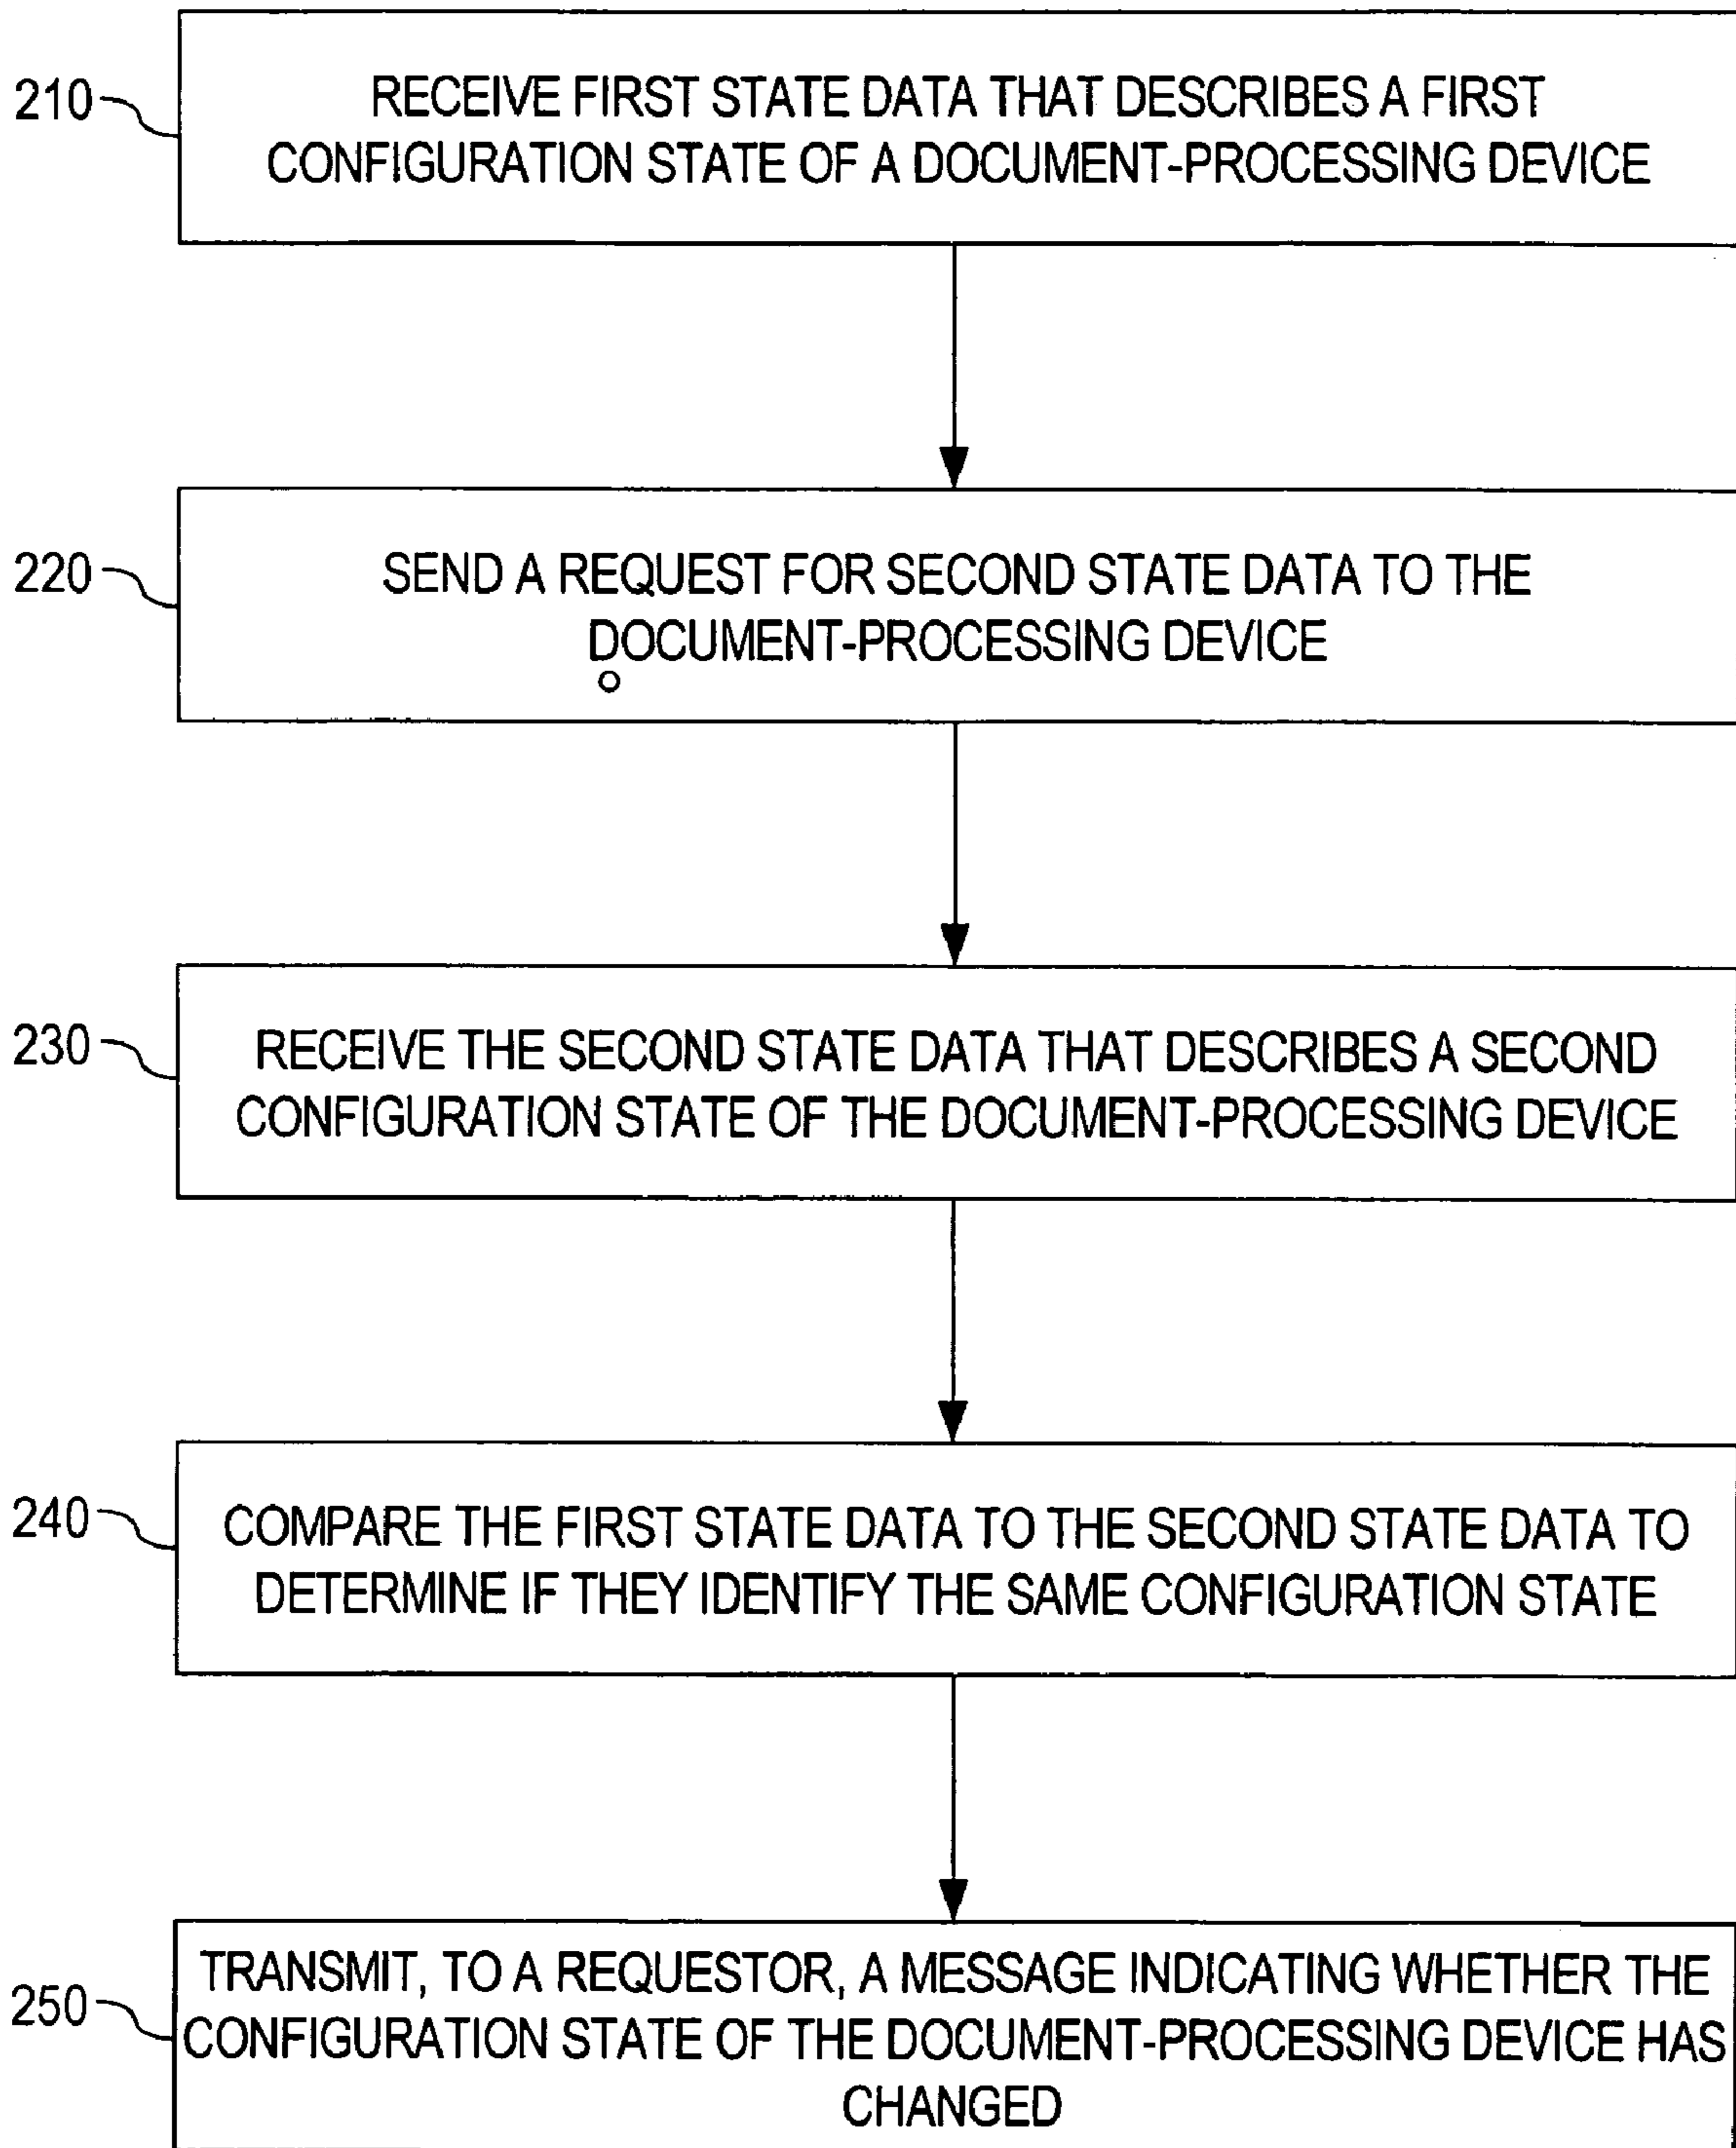 210
RECEIVE FIRST STATE DATA THAT DESCRIBES A FIRST
CONFIGURATION STATE OF A DOCUMENT-PROCESSING DEVICE
220
SEND A REQUEST FOR SECOND STATE DATA TO THE
DOCUMENT-PROCESSING DEVICE
230
RECEIVE THE SECOND STATE DATA THAT DESCRIBES A SECOND
CONFIGURATION STATE OF THE DOCUMENT-PROCESSING DEVICE
240
COMPARE THE FIRST STATE DATA TO THE SECOND STATE DATA TO
DETERMINE IF THEY IDENTIFY THE SAME CONFIGURATION STATE
250
TRANSMIT, TO A REQUESTOR, A MESSAGE INDICATING WHETHER THE
CONFIGURATION STATE OF THE DOCUMENT-PROCESSING DEVICE HAS
CHANGED